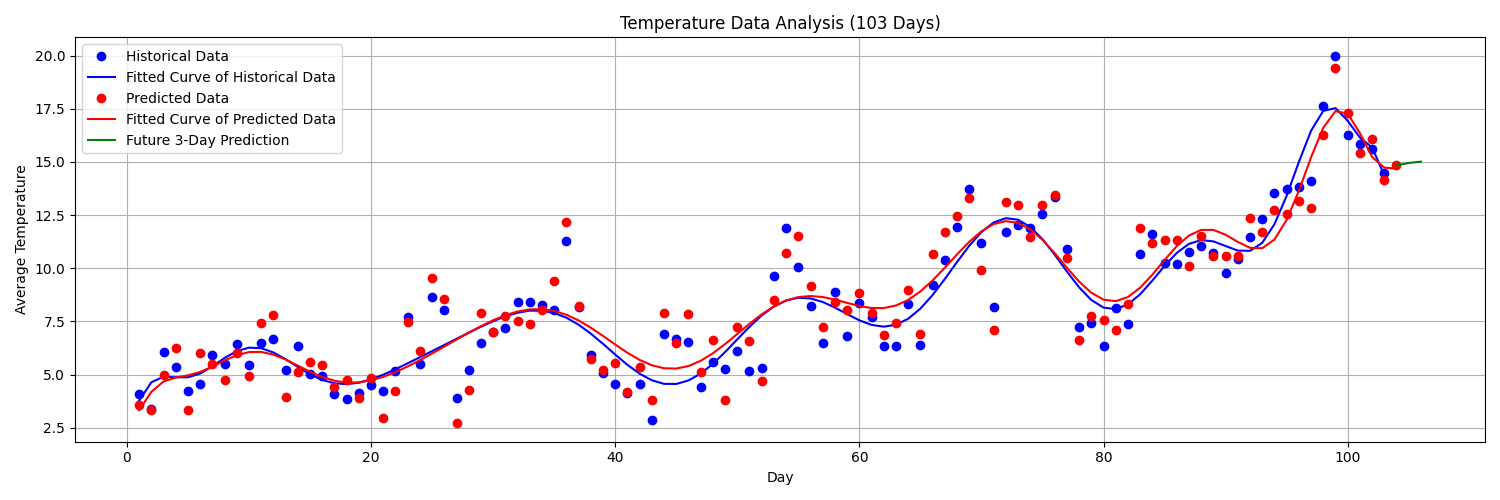 Temperature Data Analysis (103 Days)
Historical Data
Fitted Curve of Historical Data
Predicted Data
Fitted Curve of Predicted Data
Future 3-Day Prediction
Average Temperature
20.0
17.5
15.0
12.5
10.0
7.5
5.0
2.5
0 20 40 60 80 100
Day